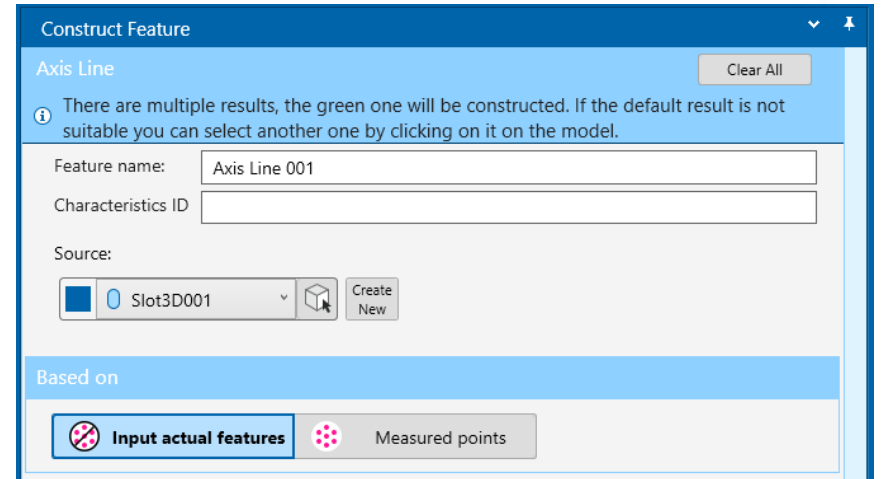 Construct Feature
Axis Line
Clear All
There are multiple results, the green one will be constructed. If the default result is not
suitable you can select another one by clicking on it on the model.
Feature name:
Axis Line 001
Characteristics ID
Source:
Slot3D001
Create
New
Based on
Input actual features
Measured points